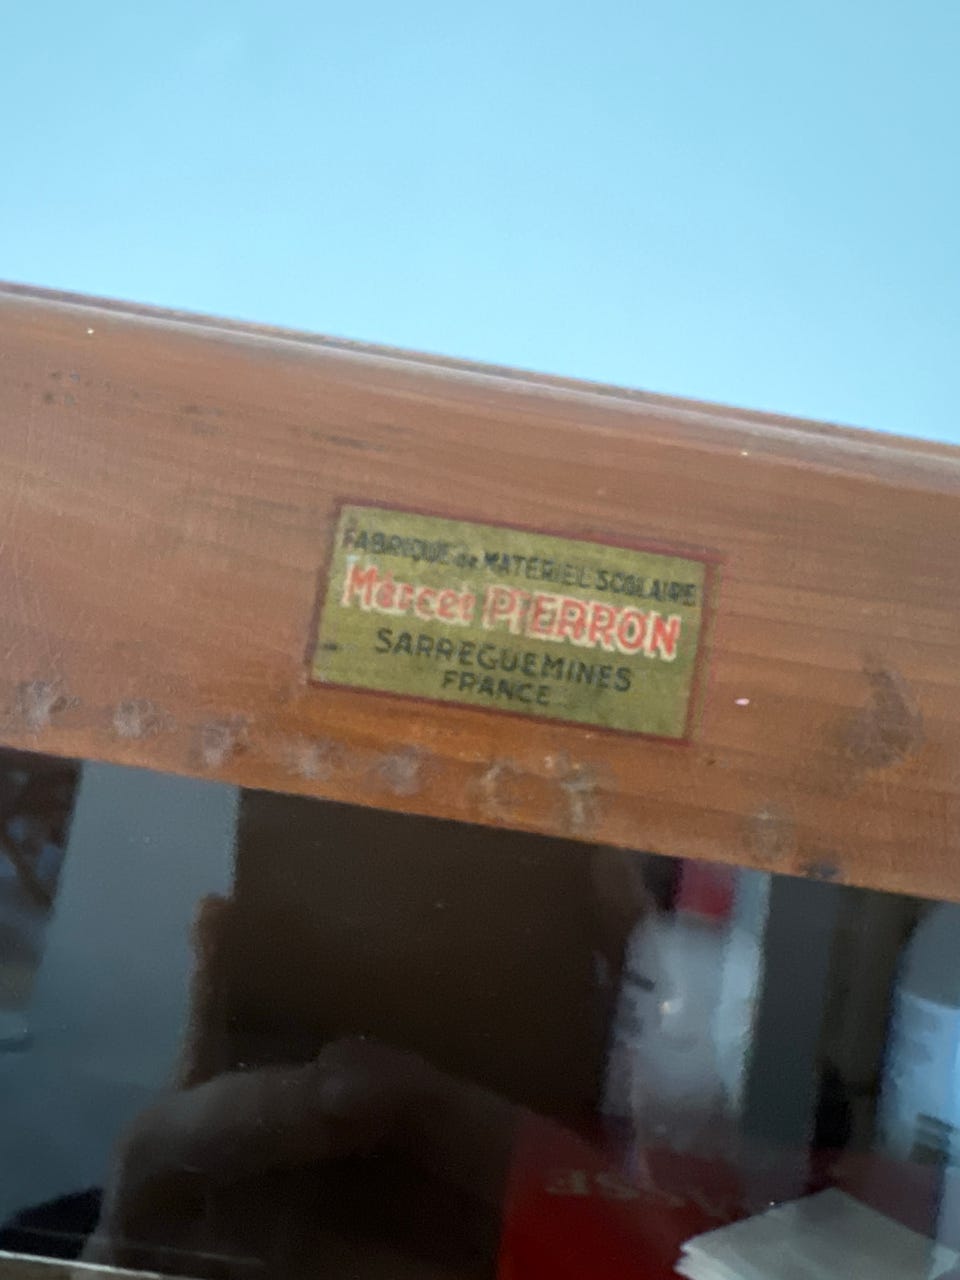 FABRIQUE de MATERIEL SCOLAIRE
Marcel PIERRON
SARREGUEMINES
FRANCE